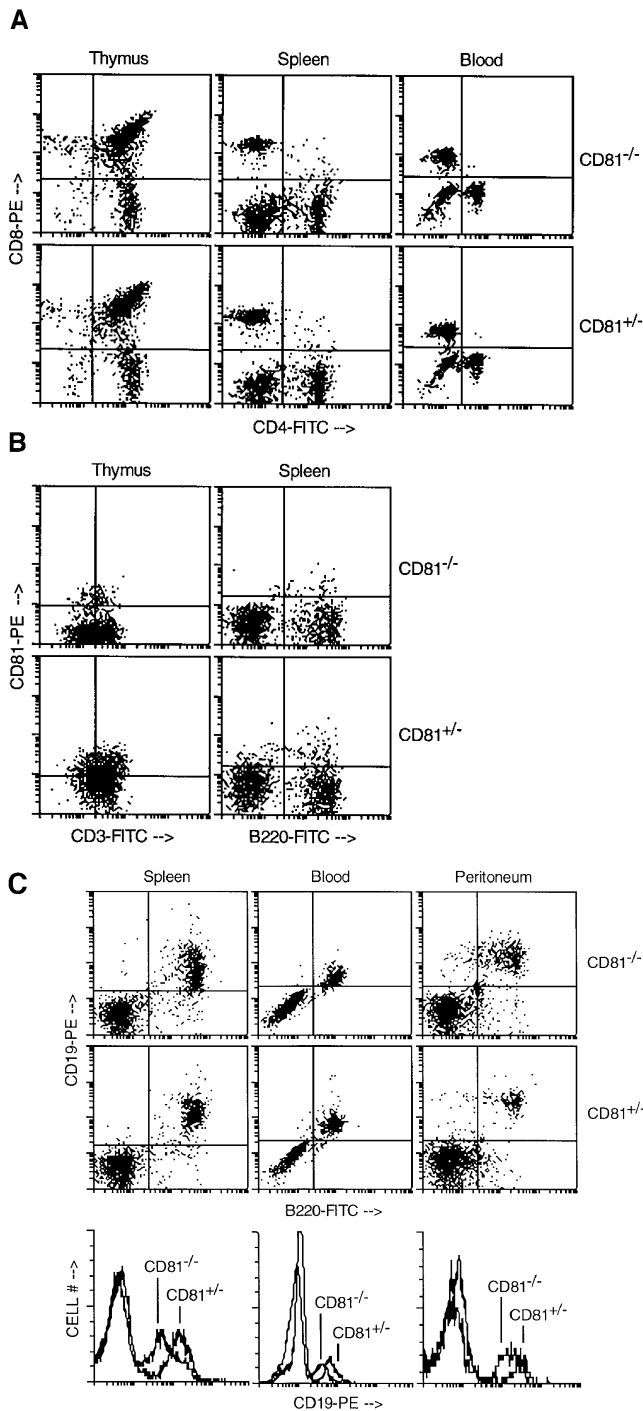 A
Thymus Spleen Blood
CD8-PE -->
CD81-/-
CD81+/-
CD4-FITC -->
B
Thymus Spleen
CD81-PE -->
CD81-/-
CD81+/-
CD3-FITC --> B220-FITC -->
C
Spleen Blood Peritoneum
CD19-PE -->
CD81-/-
CD81+/-
B220-FITC -->
CELL # -->
CD81-/- CD81+/- CD81-/- CD81+/- CD81-/- CD81+/-
CD19-PE -->